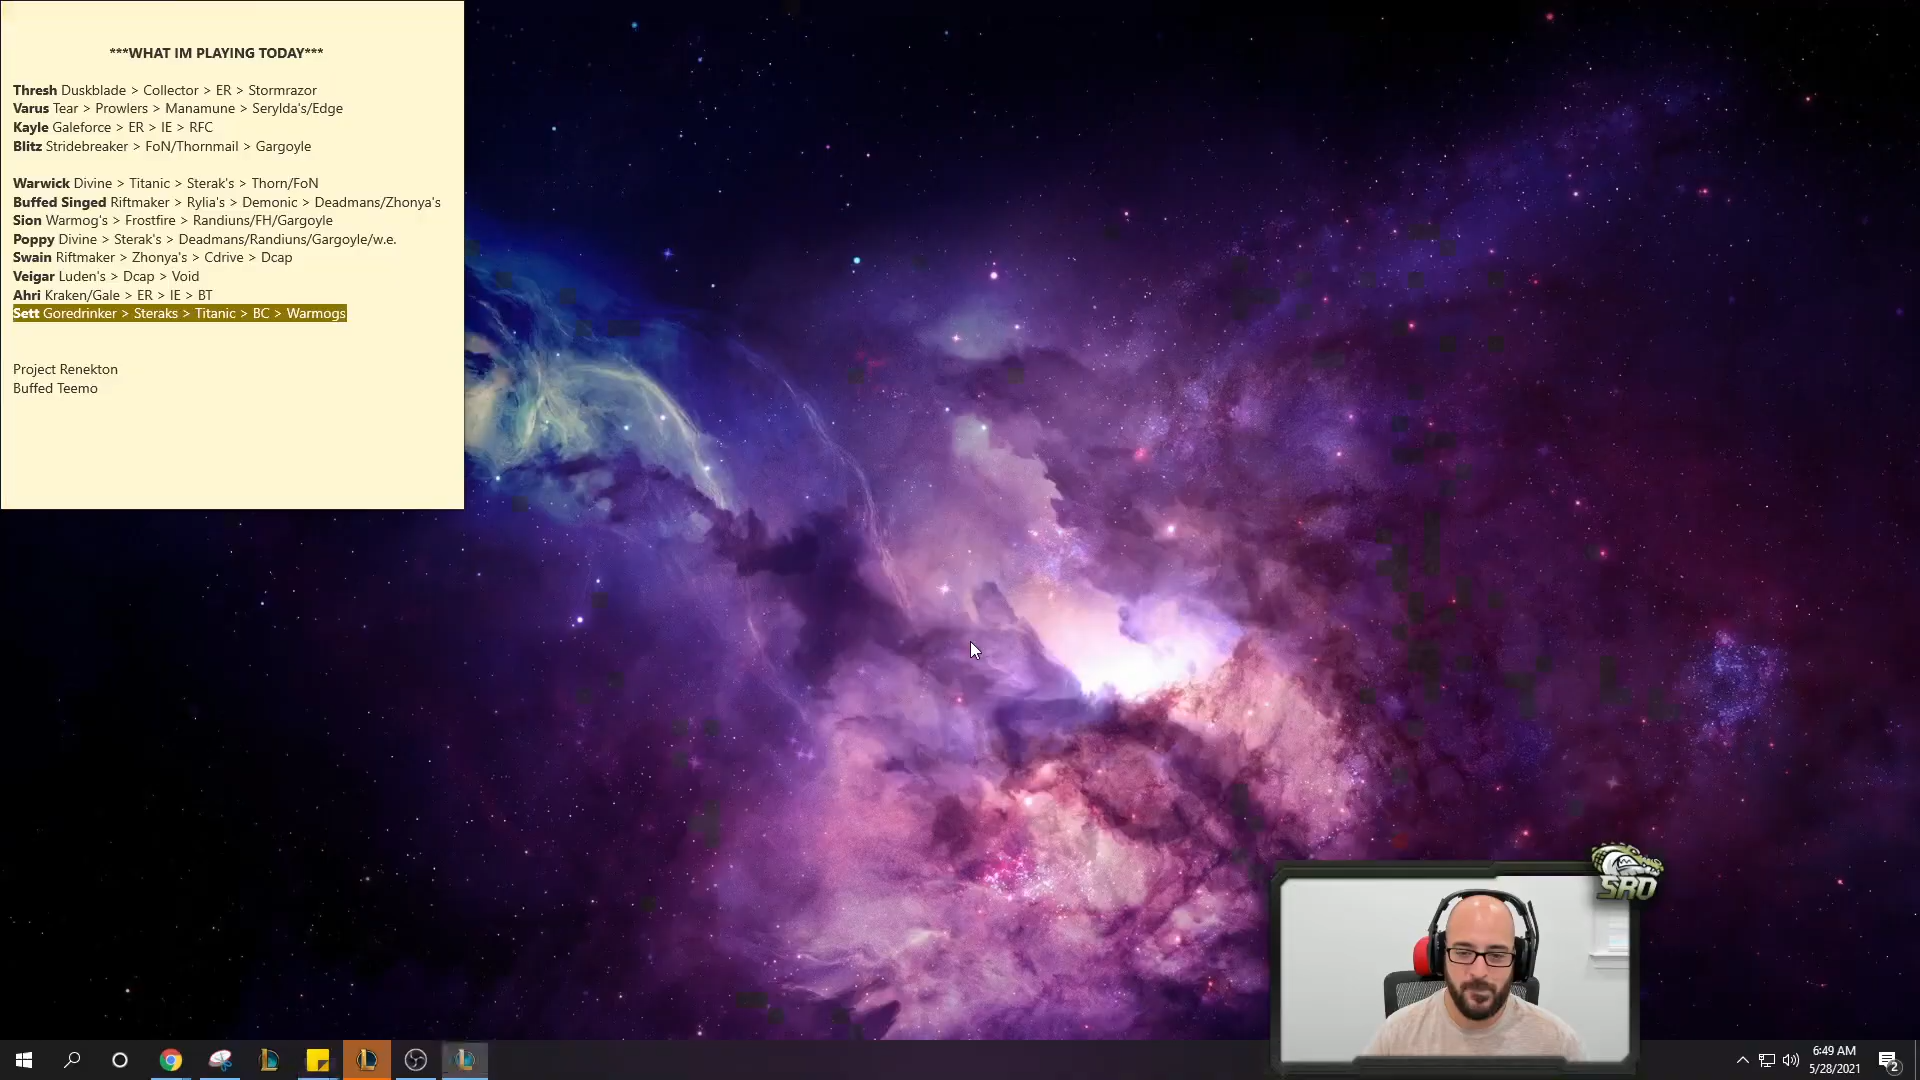 ***WHAT IM PLAYING TODAY***
Thresh Duskblade > Collector > ER > Stormrazor
Varus Tear > Prowlers > Manamune > Serylda's/Edge
Kayle Galeforce > ER > IE > RFC
Blitz Stridebreaker > FoN/Thornmail > Gargoyle
Warwick Divine > Titanic > Sterak's > Thorn/FoN
Buffed Singed Riftmaker > Rylia's > Demonic > Deadmans/Zhonya's
Sion Warmog's > Frostfire > Randiuns/FH/Gargoyle
Poppy Divine > Sterak's > Deadmans/Randiuns/Gargoyle/w.e.
Swain Riftmaker > Zhonya's > Cdrive > Dcap
Veigar Luden's > Dcap > Void
Ahri Kraken/Gale > ER > IE > BT
Sett Goredrinker > Steraks > Titanic > BC > Warmogs
Project Renekton
Buffed Teemo
SRO
6:49 AM
5/28/2021
2